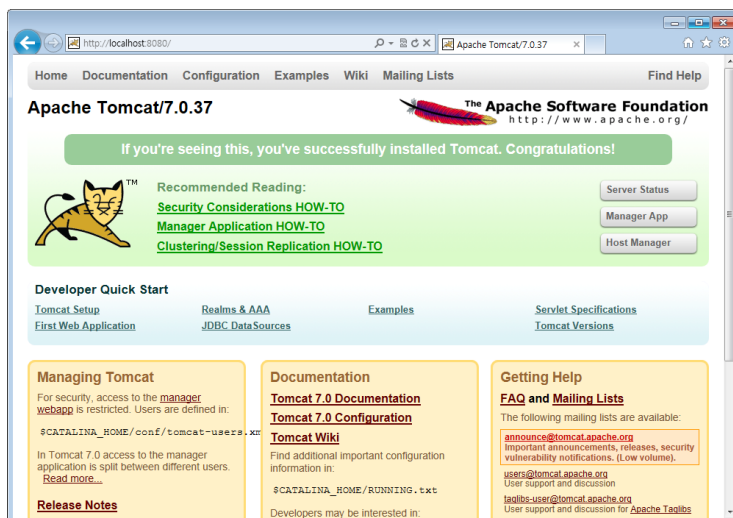 http://localhost:8080/
Apache Tomcat/7.0.37
Home Documentation Configuration Examples Wiki Mailing Lists Find Help
Apache Tomcat/7.0.37
The Apache Software Foundation
http://www.apache.org/
If you're seeing this, you've successfully installed Tomcat. Congratulations!
TM
Recommended Reading:
Security Considerations HOW-TO
Manager Application HOW-TO
Clustering/Session Replication HOW-TO
Server Status
Manager App
Host Manager
Developer Quick Start
Tomcat Setup
First Web Application
Realms & AAA
JDBC DataSources
Examples
Servlet Specifications
Tomcat Versions
Managing Tomcat
For security, access to the manager
webapp is restricted. Users are defined in:
$CATALINA_HOME/conf/tomcat-users.xm
In Tomcat 7.0 access to the manager
application is split between different users.
Read more...
Release Notes
Documentation
Tomcat 7.0 Documentation
Tomcat 7.0 Configuration
Tomcat Wiki
Find additional important configuration
information in:
$CATALINA_HOME/RUNNING.txt
Developers may be interested in:
Getting Help
FAQ and Mailing Lists
The following mailing lists are available:
announce@tomcat.apache.org
Important announcements, releases, security
vulnerability notifications. (Low volume).
users@tomcat.apache.org
User support and discussion
taglibs-user@tomcat.apache.org
User support and discussion for Apache Taglibs